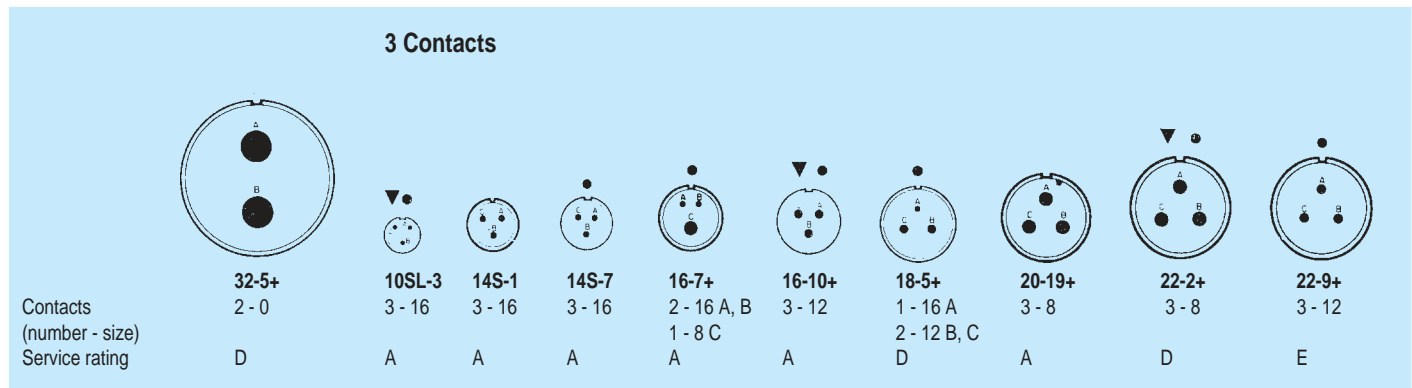 3 Contacts
A
B
A
B
C A
B
A B
C
A
B
A
C B
A
C B
A
C B
A
C B
32-5+ 10SL-3 14S-1 14S-7 16-7+ 16-10+ 18-5+ 20-19+ 22-2+ 22-9+
Contacts 2 - 0 3 - 16 3 - 16 3 - 16 2 - 16 A, B 3 - 12 1 - 16 A 3 - 8 3 - 8 3 - 12
(number - size) 1 - 8 C 2 - 12 B, C
Service rating D A A A A A D A D E